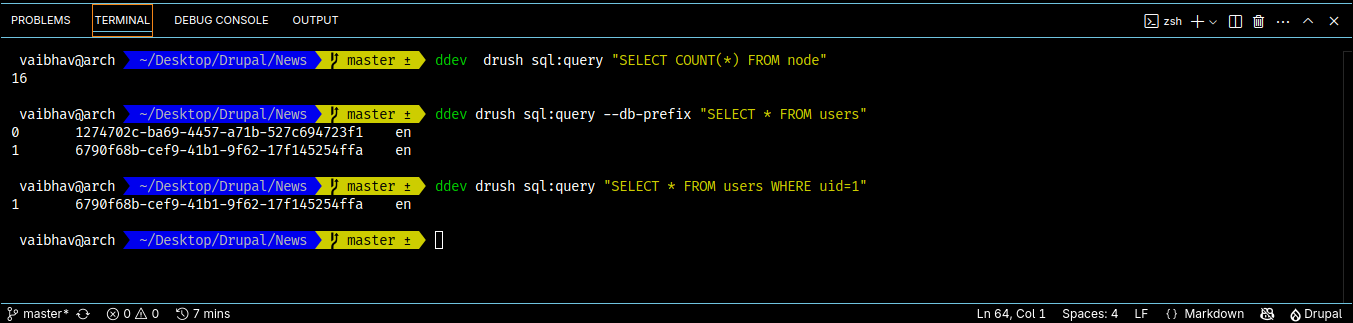 PROBLEMS TERMINAL DEBUG CONSOLE OUTPUT zsh
vaibhav@arch ~/Desktop/Drupal/News master ± ddev  drush sql:query "SELECT COUNT(*) FROM node"
16
vaibhav@arch ~/Desktop/Drupal/News master ± ddev drush sql:query --db-prefix "SELECT * FROM users"
0 1274702c-ba69-4457-a71b-527c694723f1 en
1 6790f68b-cef9-41b1-9f62-17f145254ffa en
vaibhav@arch ~/Desktop/Drupal/News master ± ddev drush sql:query "SELECT * FROM users WHERE uid=1"
1 6790f68b-cef9-41b1-9f62-17f145254ffa en
vaibhav@arch ~/Desktop/Drupal/News master ±
master* 0 0 7 mins Ln 64, Col 1 Spaces: 4 LF {} Markdown Drupal